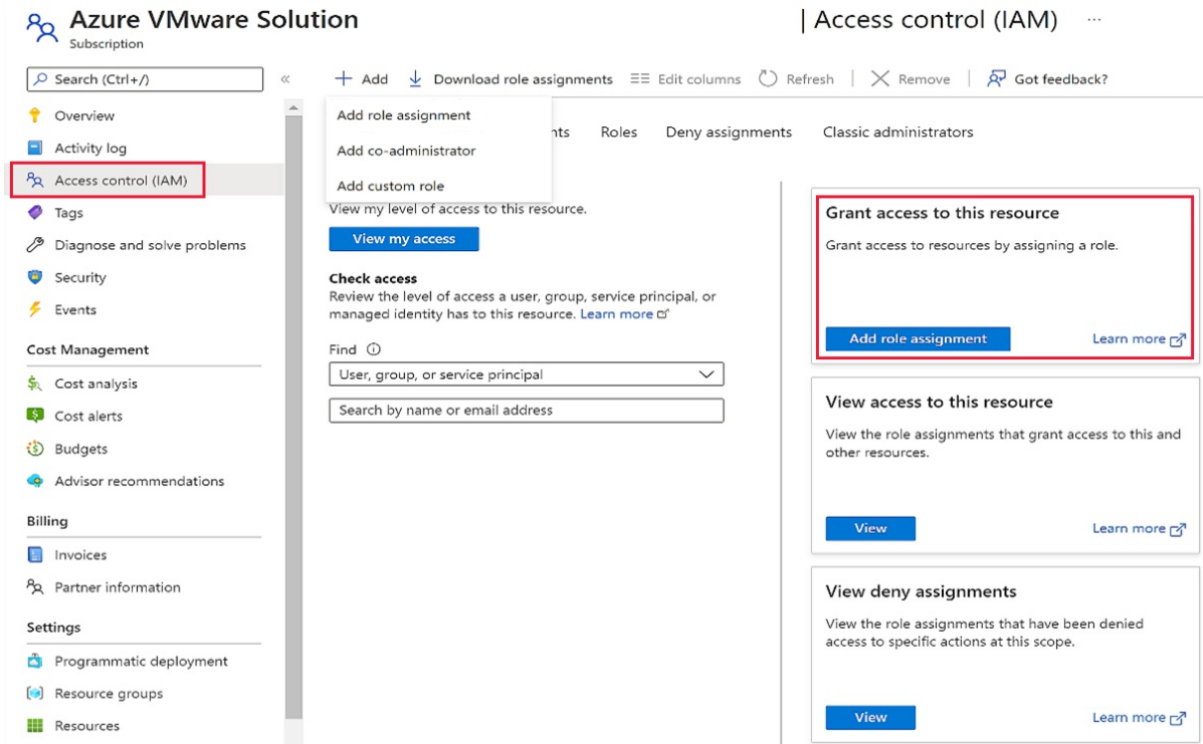 Azure VMware Solution | Access control (IAM) ...
Subscription
Search (Ctrl+/) «
Overview
Activity log
Access control (IAM)
Tags
Diagnose and solve problems
Security
Events
Cost Management
Cost analysis
Cost alerts
Budgets
Advisor recommendations
Billing
Invoices
Partner information
Settings
Programmatic deployment
Resource groups
Resources
+ Add Download role assignments Edit columns Refresh | Remove | Got feedback?
Add role assignment
Add co-administrator
Add custom role
nts Roles Deny assignments Classic administrators
View my level of access to this resource.
View my access
Check access
Review the level of access a user, group, service principal, or
managed identity has to this resource. Learn more
Find
User, group, or service principal
Search by name or email address
Grant access to this resource
Grant access to resources by assigning a role.
Add role assignment Learn more
View access to this resource
View the role assignments that grant access to this and
other resources.
View Learn more
View deny assignments
View the role assignments that have been denied
access to specific actions at this scope.
View Learn more